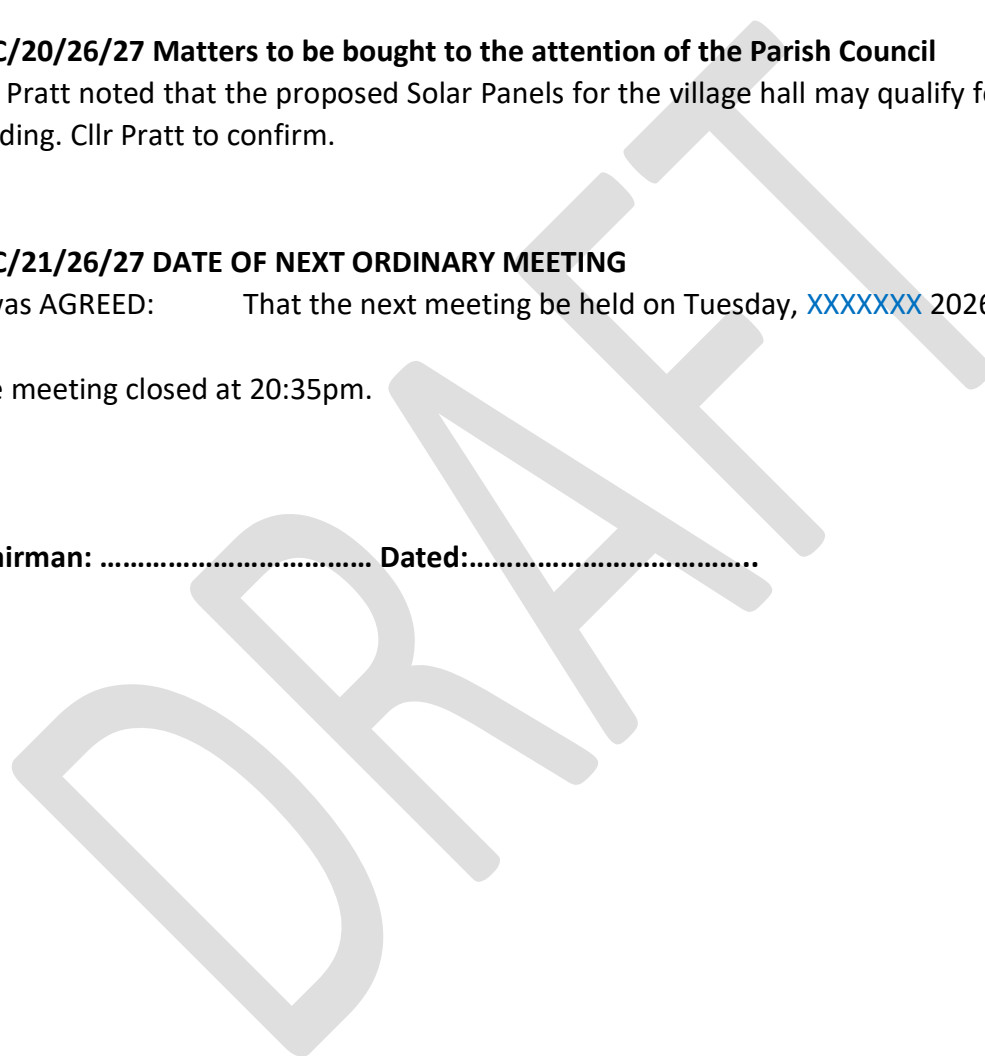 C/20/26/27 Matters to be bought to the attention of the Parish Council
Pratt noted that the proposed Solar Panels for the village hall may qualify f
ding. Cllr Pratt to confirm.
C/21/26/27 DATE OF NEXT ORDINARY MEETING
was AGREED: That the next meeting be held on Tuesday, XXXXXXX 2026
e meeting closed at 20:35pm.
airman: ……………………………… Dated:……………………………..
DRAFT